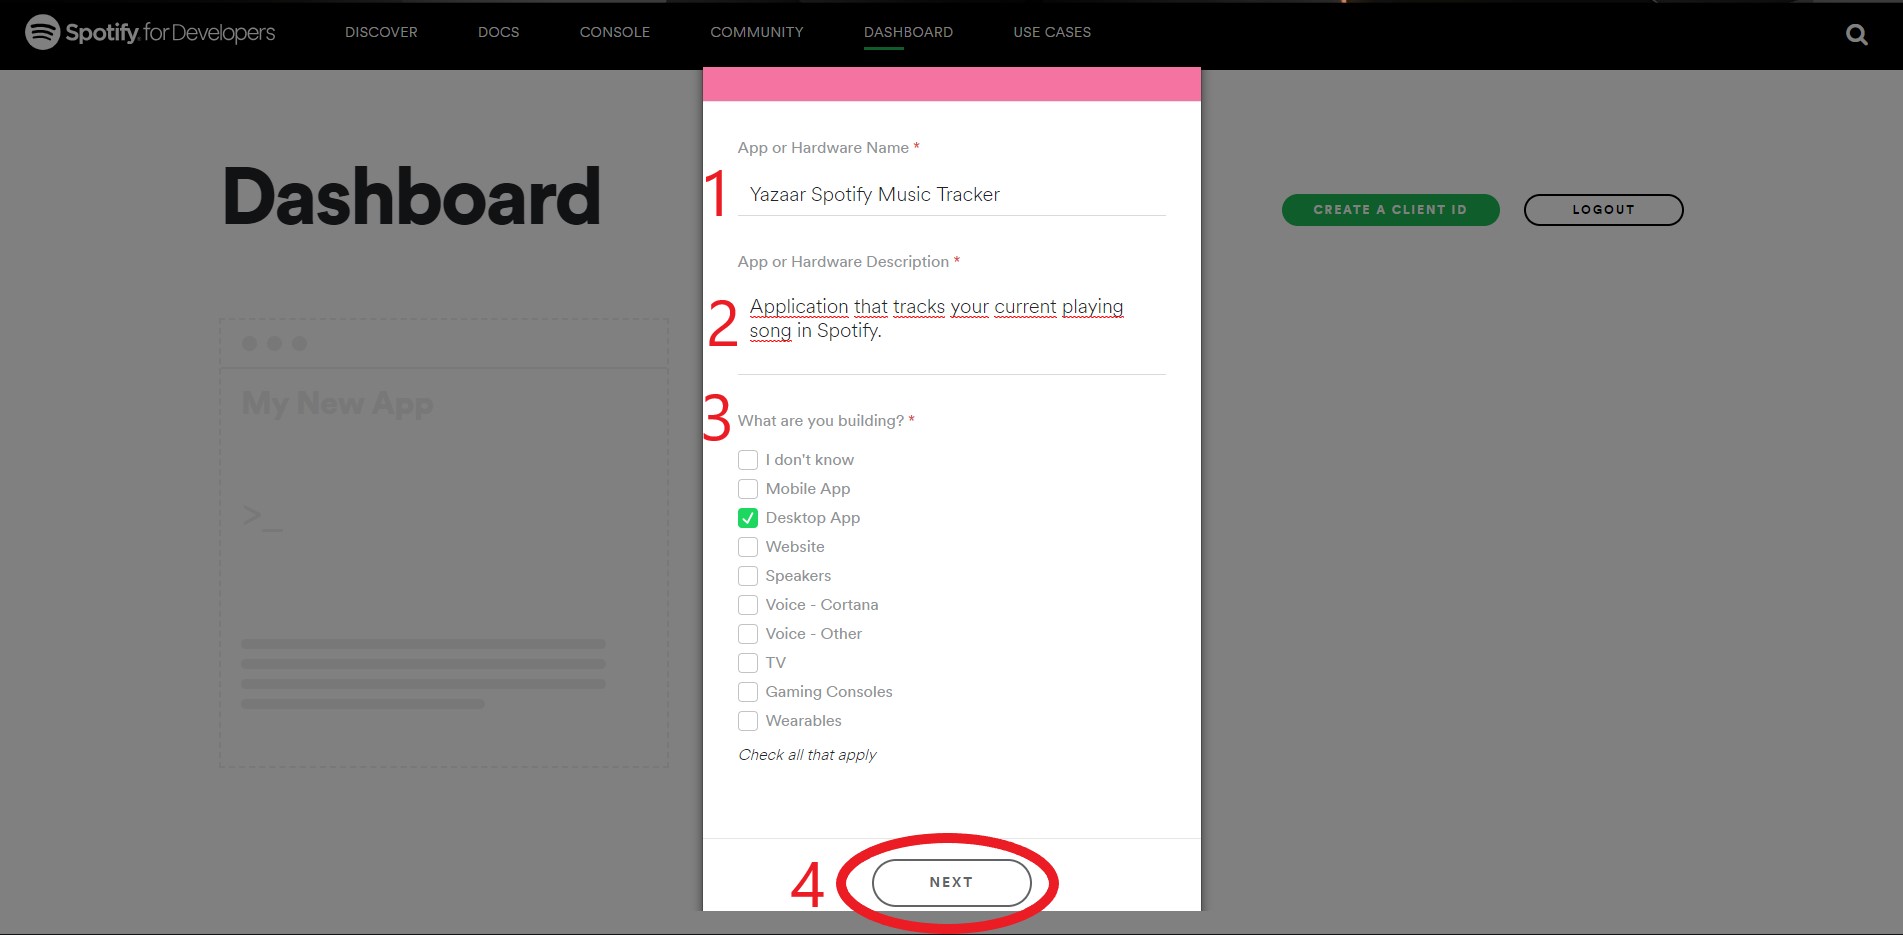 Spotify for Developers
DISCOVER
DOCS
CONSOLE
COMMUNITY
DASHBOARD
USE CASES
Dashboard
CREATE A CLIENT ID
LOGOUT
My New App
>_
App or Hardware Name *
1
Yazaar Spotify Music Tracker
App or Hardware Description *
2
Application that tracks your current playing
song in Spotify.
3
What are you building? *
I don't know
Mobile App
Desktop App
Website
Speakers
Voice - Cortana
Voice - Other
TV
Gaming Consoles
Wearables
Check all that apply
4
NEXT